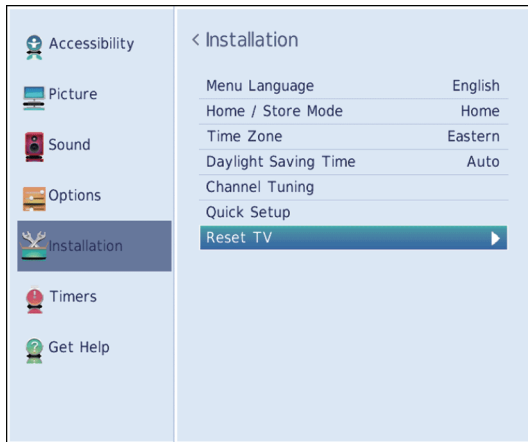 Accessibility
Picture
Sound
Options
Installation
Timers
Get Help
< Installation
Menu Language English
Home / Store Mode Home
Time Zone Eastern
Daylight Saving Time Auto
Channel Tuning
Quick Setup
Reset TV